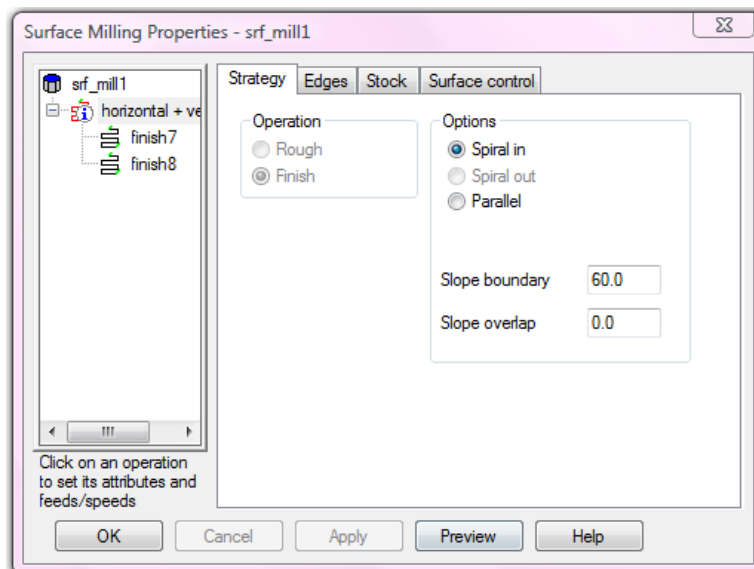 Surface Milling Properties - srf_mill1
srf_mill1
horizontal + ve
finish7
finish8
Click on an operation
to set its attributes and
feeds/speeds
Strategy
Edges
Stock
Surface control
Operation
Rough
Finish
Options
Spiral in
Spiral out
Parallel
Slope boundary 60.0
Slope overlap 0.0
OK
Cancel
Apply
Preview
Help